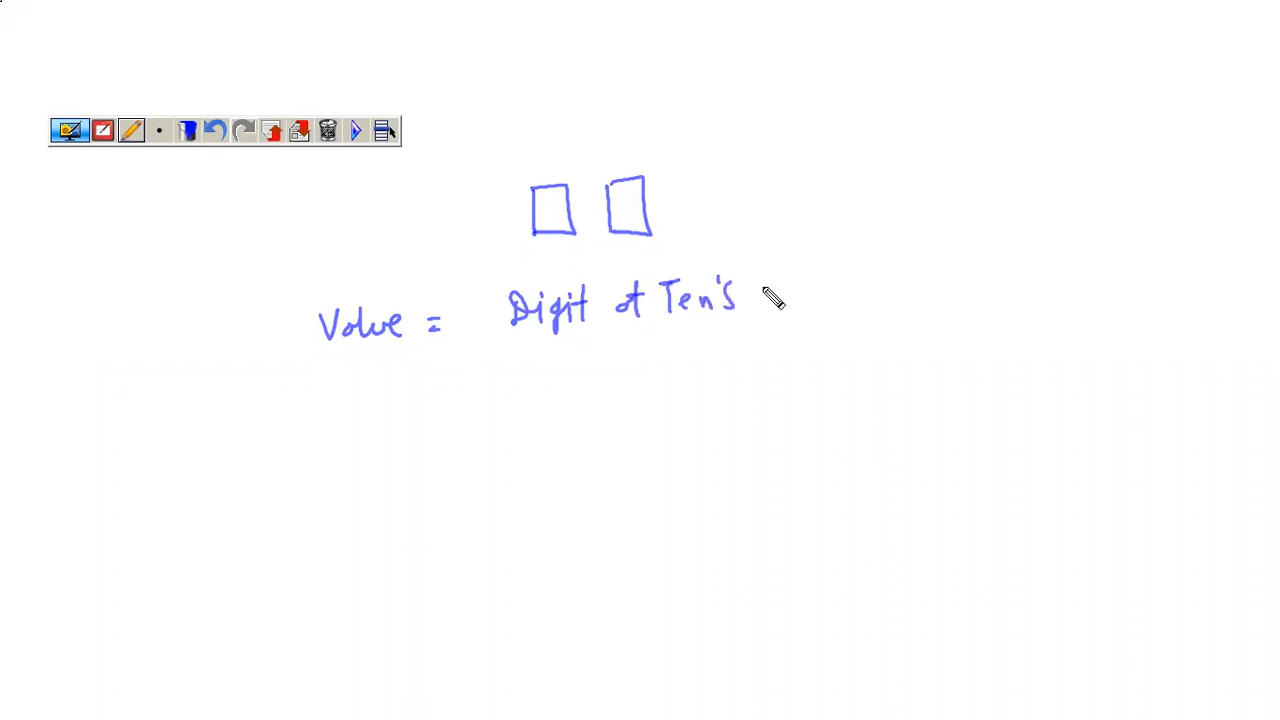 Value = Digit at Ten's